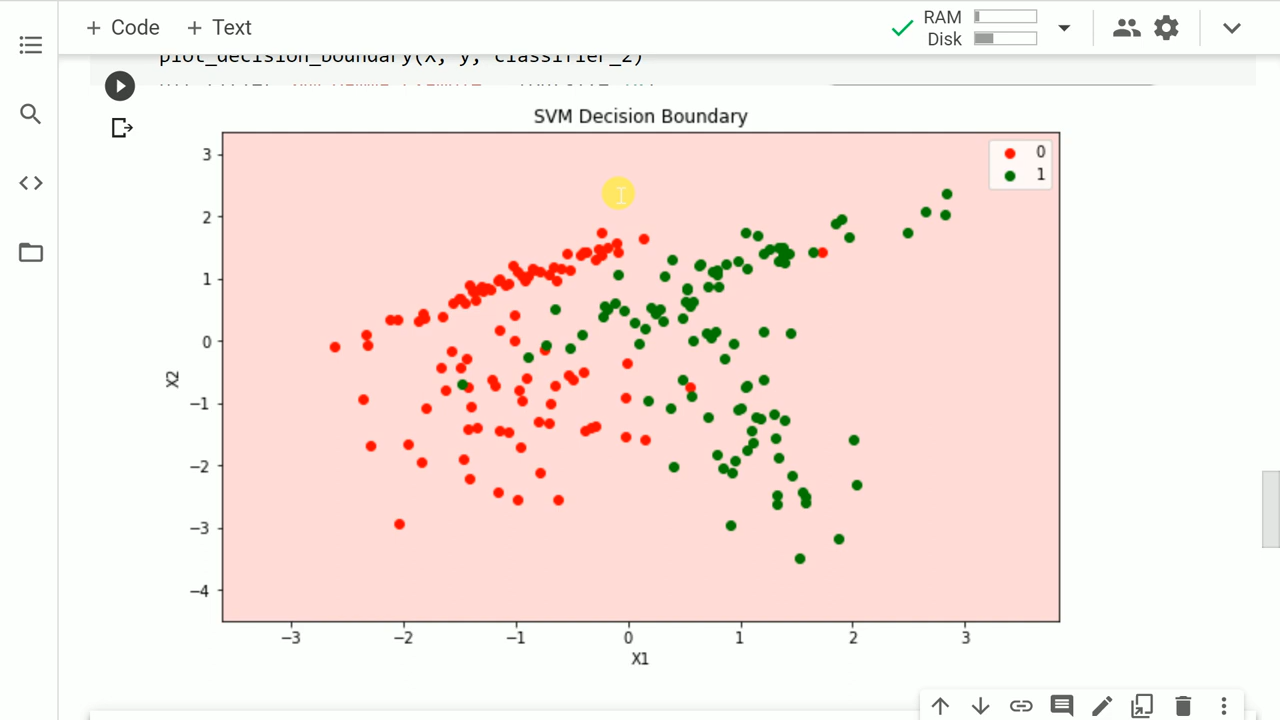 + Code + Text
RAM
Disk
plot_decision_boundary(X, y, classifier_2)
SVM Decision Boundary
0
1
3
2
1
0
−1
−2
−3
−4
X2
−3 −2 −1 0 1 2 3
X1